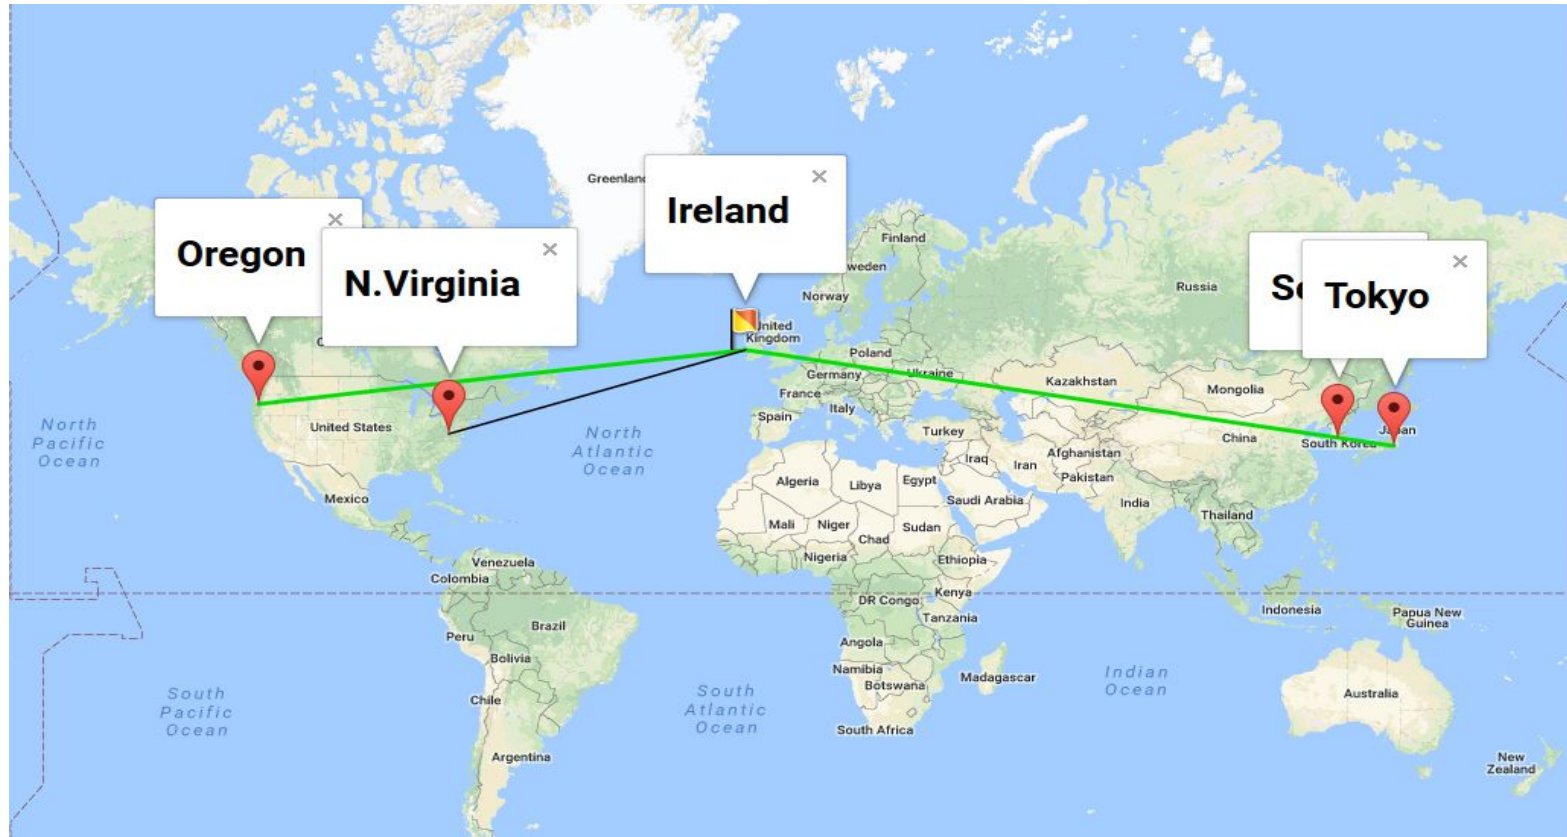 Greenland
Ireland
Oregon
N.Virginia
Tokyo
Finland
Norway
United
Kingdom
Russia
Poland
Germany
Ukraine
France
Kazakhstan
Mongolia
Spain
Italy
United States
North
Pacific
Ocean
North
Atlantic
Ocean
Turkey
China
South Korea
Japan
Iraq
Iran
Afghanistan
Pakistan
Algeria
Libya
Egypt
Saudi Arabia
India
Mexico
Thailand
Mali
Niger
Chad
Sudan
Nigeria
Ethiopia
Venezuela
Colombia
DR Congo
Kenya
Tanzania
Indonesia
Papua New
Guinea
Brazil
Peru
Angola
Bolivia
Namibia
Botswana
Madagascar
Indian
Ocean
South
Pacific
Ocean
Chile
South
Atlantic
Ocean
Australia
South Africa
Argentina
New
Zealand